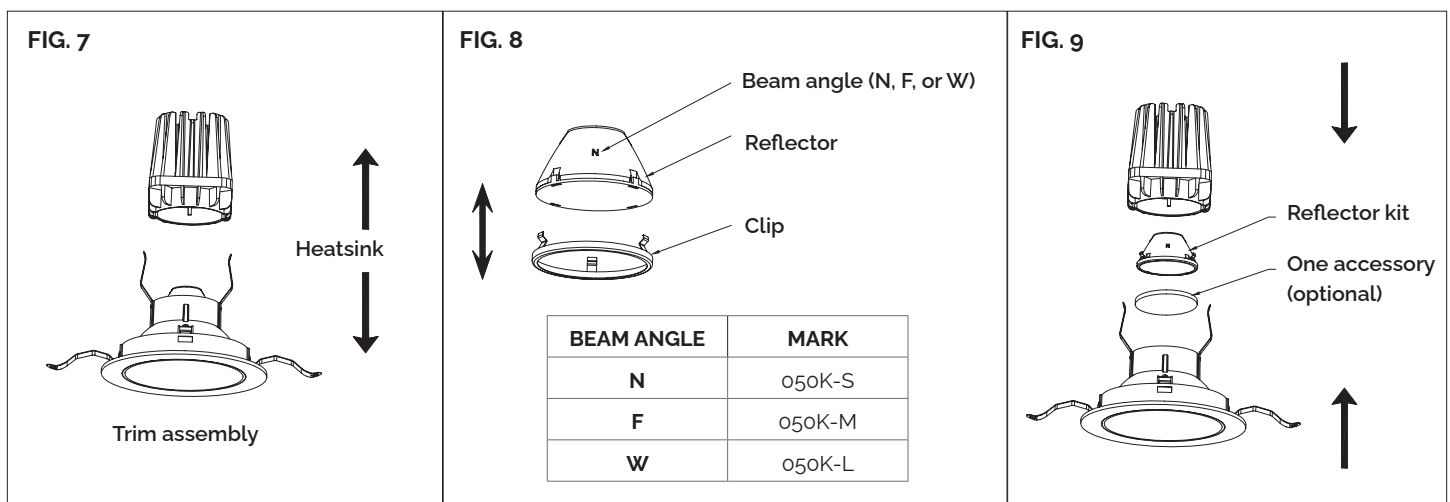 FIG. 7
Heatsink
Trim assembly
FIG. 8
Beam angle (N, F, or W)
N
Reflector
Clip
BEAM ANGLE MARK
N 050K-S
F 050K-M
W 050K-L
FIG. 9
Reflector kit
N
One accessory
(optional)